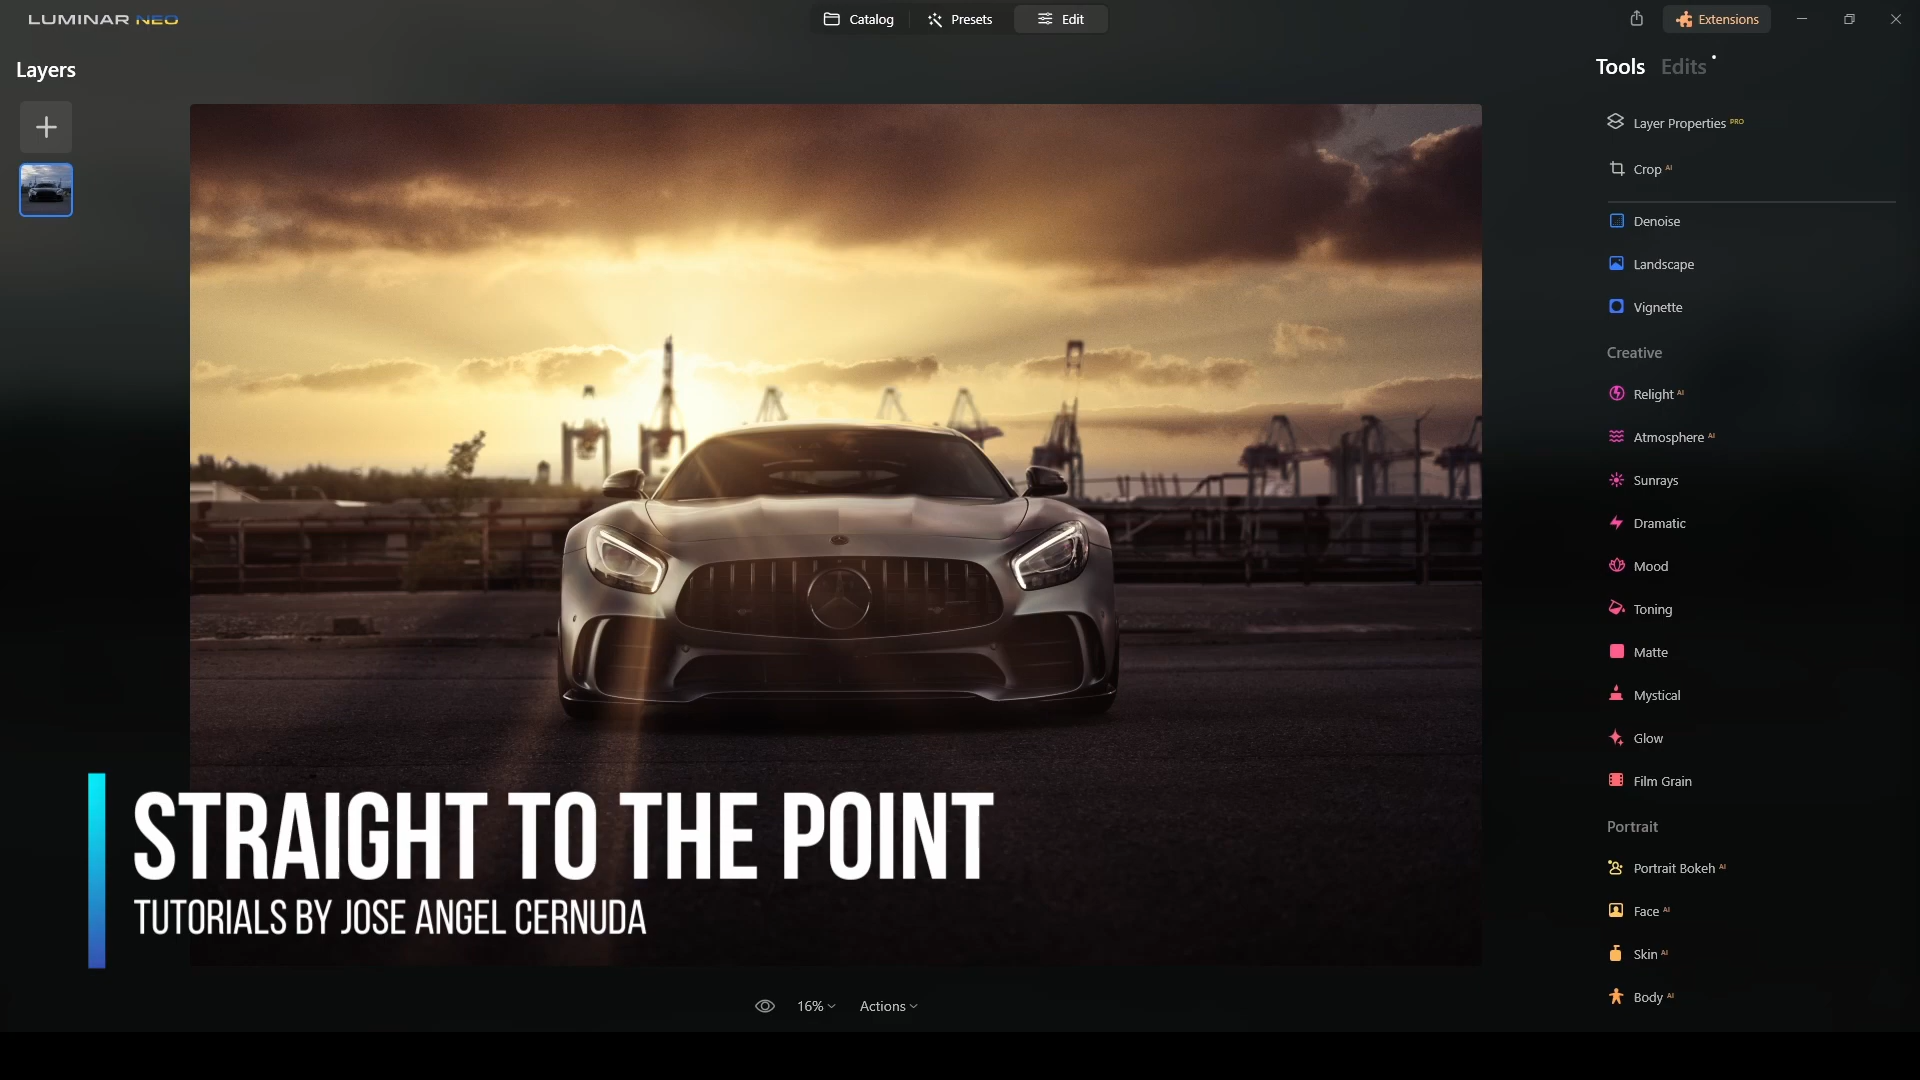 LUMINAR NEO
Catalog
Presets
Edit
Extensions
Layers
Tools Edits
Layer Properties PRO
Crop AI
Denoise
Landscape
Vignette
Creative
Relight AI
Atmosphere AI
Sunrays
Dramatic
Mood
Toning
Matte
Mystical
Glow
Film Grain
Portrait
Portrait Bokeh AI
Face AI
Skin AI
Body AI
STRAIGHT TO THE POINT
TUTORIALS BY JOSE ANGEL CERNUDA
16%
Actions